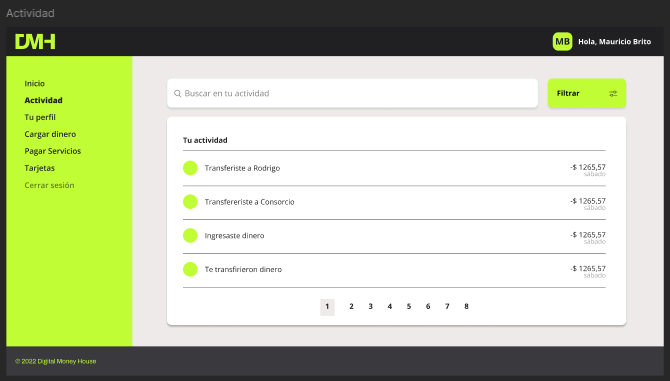 Actividad
DMH
MB Hola, Mauricio Brito
Inicio
Actividad
Tu perfil
Cargar dinero
Pagar Servicios
Tarjetas
Cerrar sesión
Buscar en tu actividad
Filtrar
Tu actividad
Transferiste a Rodrigo
-$ 1265,57
sábado
Transfereriste a Consorcio
-$ 1265,57
sábado
Ingresaste dinero
-$ 1265,57
sábado
Te transfirieron dinero
-$ 1265,57
sábado
1 2 3 4 5 6 7 8
© 2022 Digital Money House